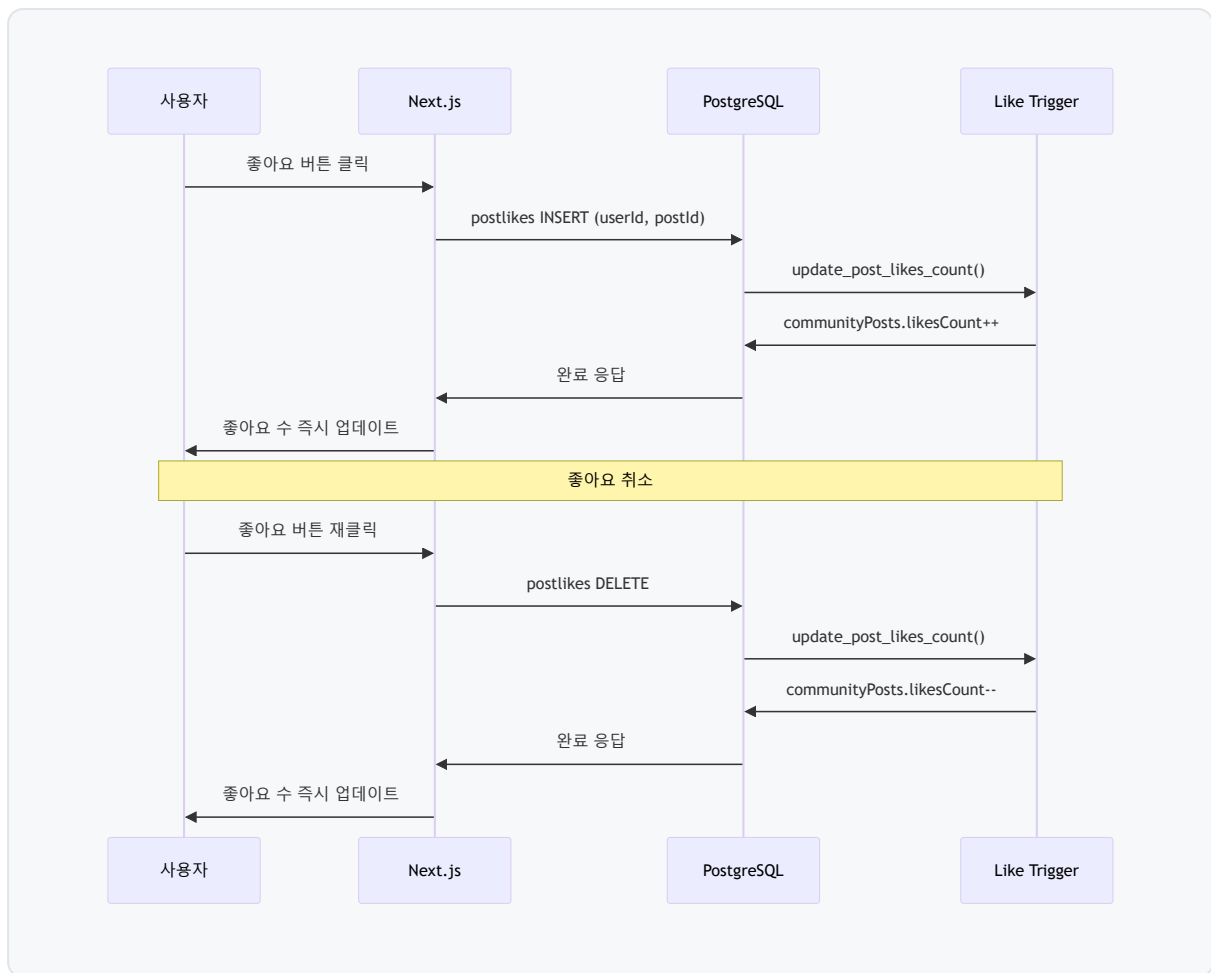 사용자
Next.js
PostgreSQL
Like Trigger
좋아요 버튼 클릭
postlikes INSERT (userId, postId)
update_post_likes_count()
communityPosts.likesCount++
완료 응답
좋아요 수 즉시 업데이트
좋아요 취소
좋아요 버튼 재클릭
postlikes DELETE
update_post_likes_count()
communityPosts.likesCount--
완료 응답
좋아요 수 즉시 업데이트
사용자
Next.js
PostgreSQL
Like Trigger